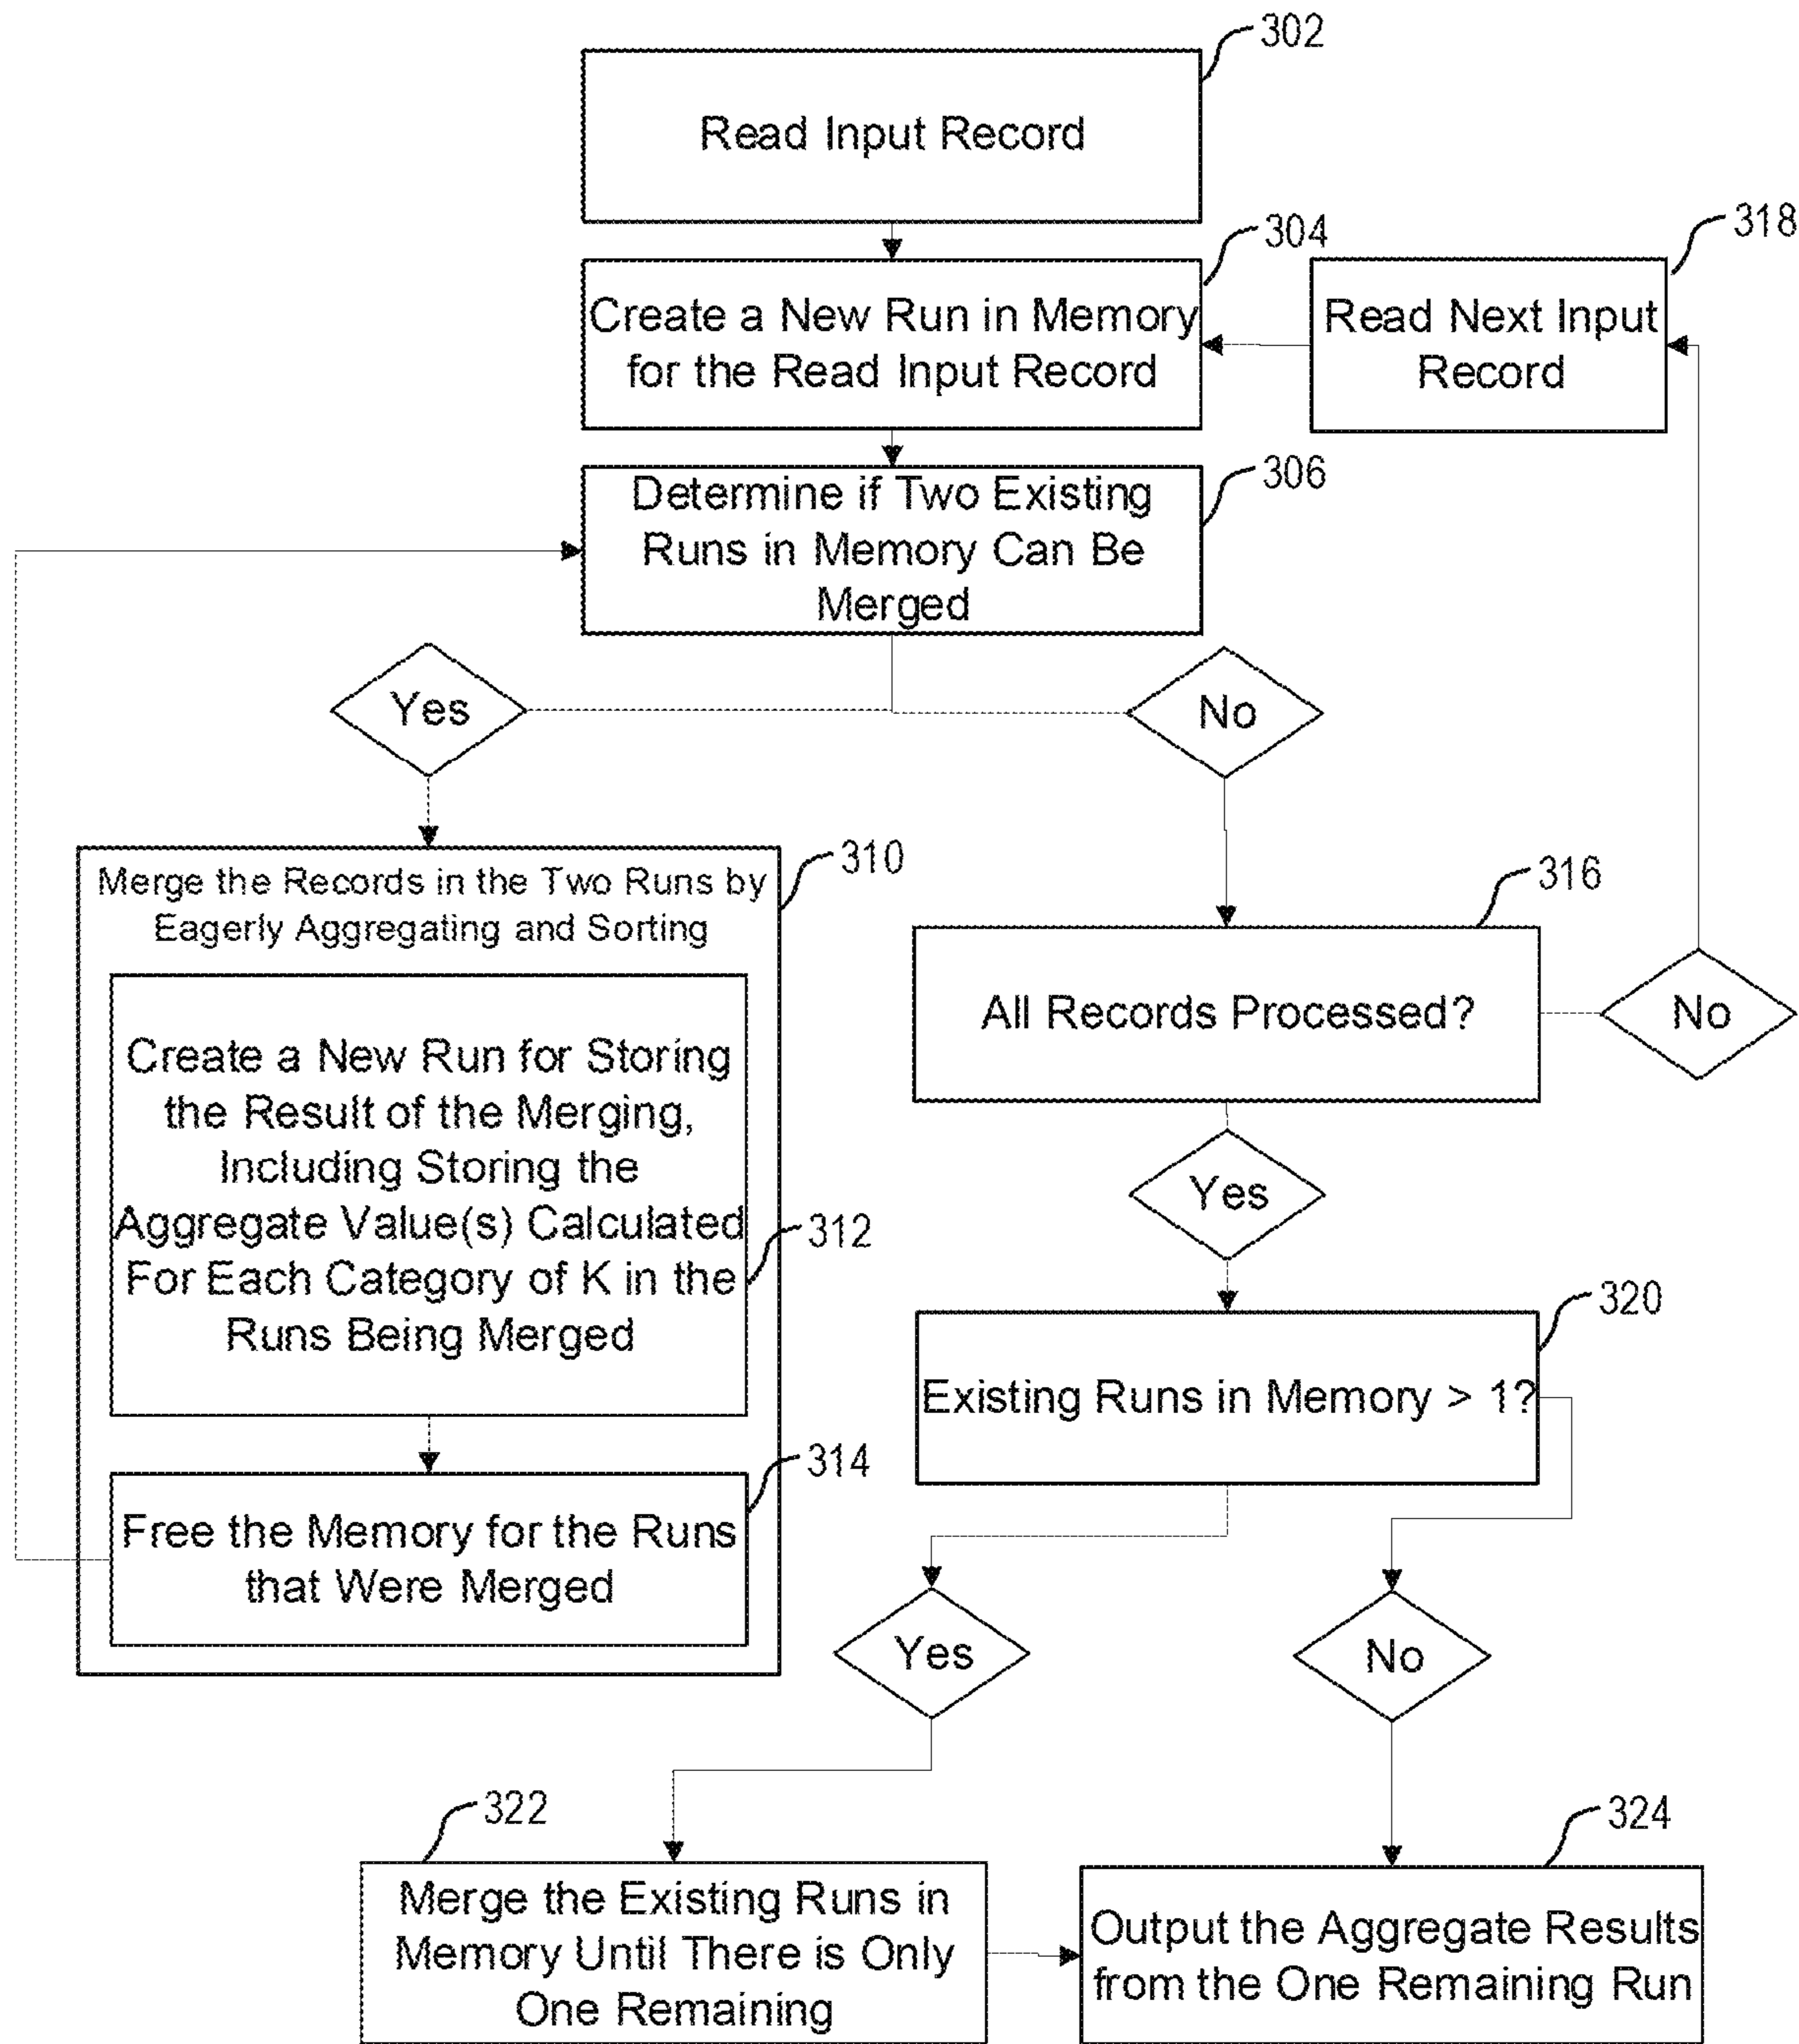 302
Read Input Record
304
Create a New Run in Memory
for the Read Input Record
318
Read Next Input
Record
306
Determine if Two Existing
Runs in Memory Can Be
Merged
Yes
No
310
Merge the Records in the Two Runs by
Eagerly Aggregating and Sorting
312
Create a New Run for Storing
the Result of the Merging,
Including Storing the
Aggregate Value(s) Calculated
For Each Category of K in the
Runs Being Merged
314
Free the Memory for the Runs
that Were Merged
316
All Records Processed?
No
Yes
320
Existing Runs in Memory > 1?
Yes
No
322
Merge the Existing Runs in
Memory Until There is Only
One Remaining
324
Output the Aggregate Results
from the One Remaining Run